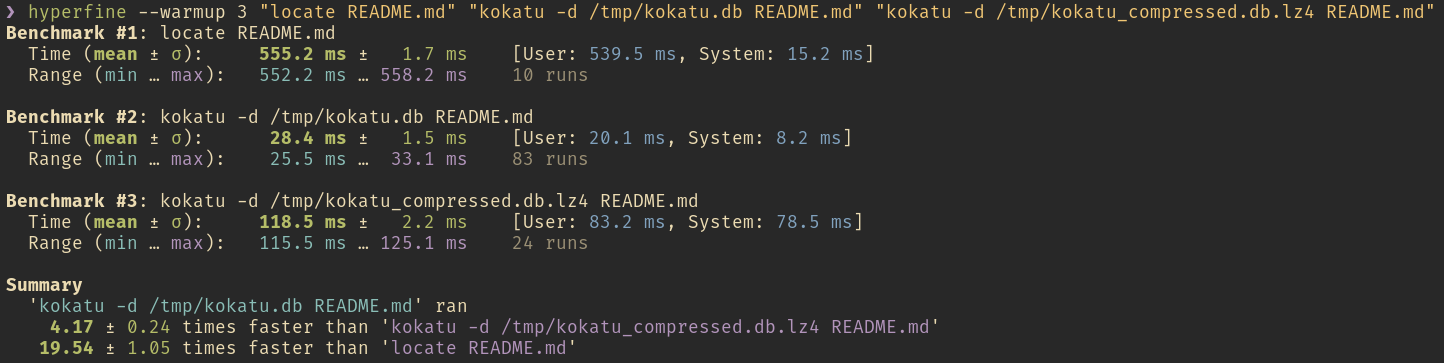 ❯ hyperfine --warmup 3 "locate README.md" "kokatu -d /tmp/kokatu.db README.md" "kokatu -d /tmp/kokatu_compressed.db.lz4 README.md"
Benchmark #1: locate README.md
  Time (mean ± σ):     555.2 ms ±   1.7 ms    [User: 539.5 ms, System: 15.2 ms]
  Range (min … max):   552.2 ms … 558.2 ms    10 runs

Benchmark #2: kokatu -d /tmp/kokatu.db README.md
  Time (mean ± σ):      28.4 ms ±   1.5 ms    [User: 20.1 ms, System: 8.2 ms]
  Range (min … max):    25.5 ms …  33.1 ms    83 runs

Benchmark #3: kokatu -d /tmp/kokatu_compressed.db.lz4 README.md
  Time (mean ± σ):     118.5 ms ±   2.2 ms    [User: 83.2 ms, System: 78.5 ms]
  Range (min … max):   115.5 ms … 125.1 ms    24 runs

Summary
  'kokatu -d /tmp/kokatu.db README.md' ran
    4.17 ± 0.24 times faster than 'kokatu -d /tmp/kokatu_compressed.db.lz4 README.md'
   19.54 ± 1.05 times faster than 'locate README.md'